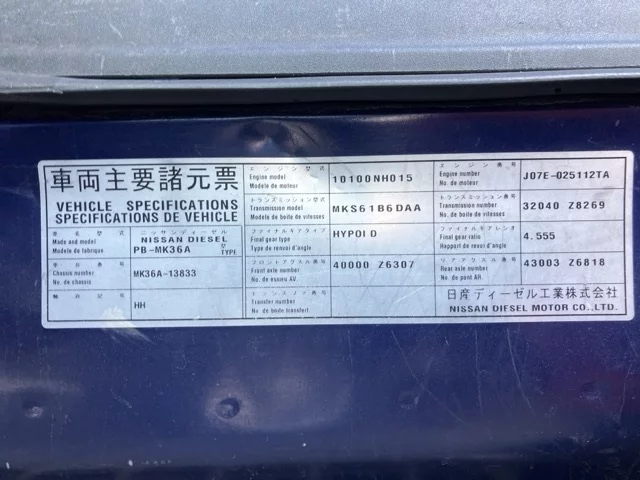 車両主要諸元票
VEHICLE SPECIFICATIONS
SPECIFICATIONS DE VEHICLE
車名 型式
Made and model
Modele de fabrique
ニッサンディーゼル
NISSAN DIESEL
PB-MK36A 型 TYPE
車台番号
Chassis number
No. de chassis
MK36A-13833
HH
エンジン型式
Engine model
Modele de moteur
10100NH015
トランスミッション型式
Transmission model
Modele de boite de vitesses
MKS61B6DAA
ファイナルギヤタイプ
Final gear type
Type de renvoi d'angle
HYPOID
フロントアクスル番号
Front axle number
No. de essieu AV.
40000 Z6307
トランスファ番号
Transfer number
No de boite transfert
エンジン番号
Engine number
No. de moteur
J07E-025112TA
トランスミッション番号
Transmission number
No. de boite de vitesses
32040 Z8269
ファイナルギヤレシオ
Final gear ratio
Rapport de renvoi d'angle
4.555
リアアクスル番号
Rear axle number
No. de pont AR.
43003 Z6818
日産ディーゼル工業株式会社
NISSAN DIESEL MOTOR CO.,LTD.